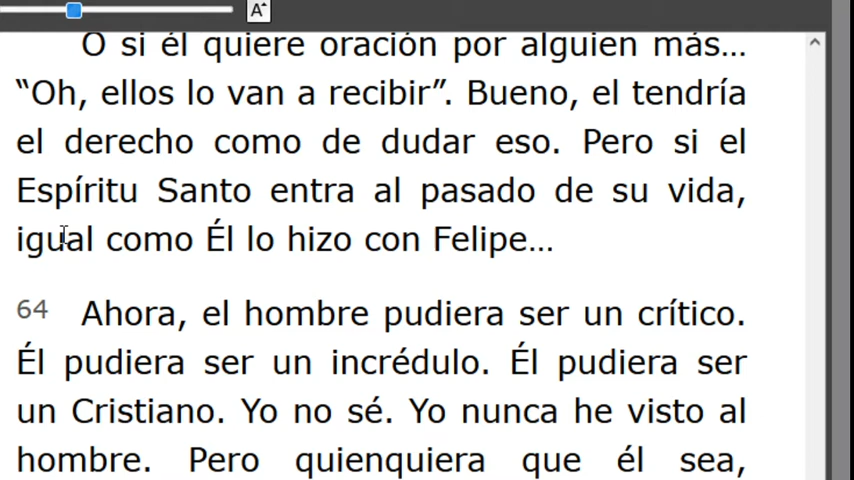 A
O si él quiere oración por alguien más...
“Oh, ellos lo van a recibir”. Bueno, el tendría
el derecho como de dudar eso. Pero si el
Espíritu Santo entra al pasado de su vida,
igual como Él lo hizo con Felipe...
64 Ahora, el hombre pudiera ser un crítico.
Él pudiera ser un incrédulo. Él pudiera ser
un Cristiano. Yo no sé. Yo nunca he visto al
hombre. Pero quienquiera que él sea,